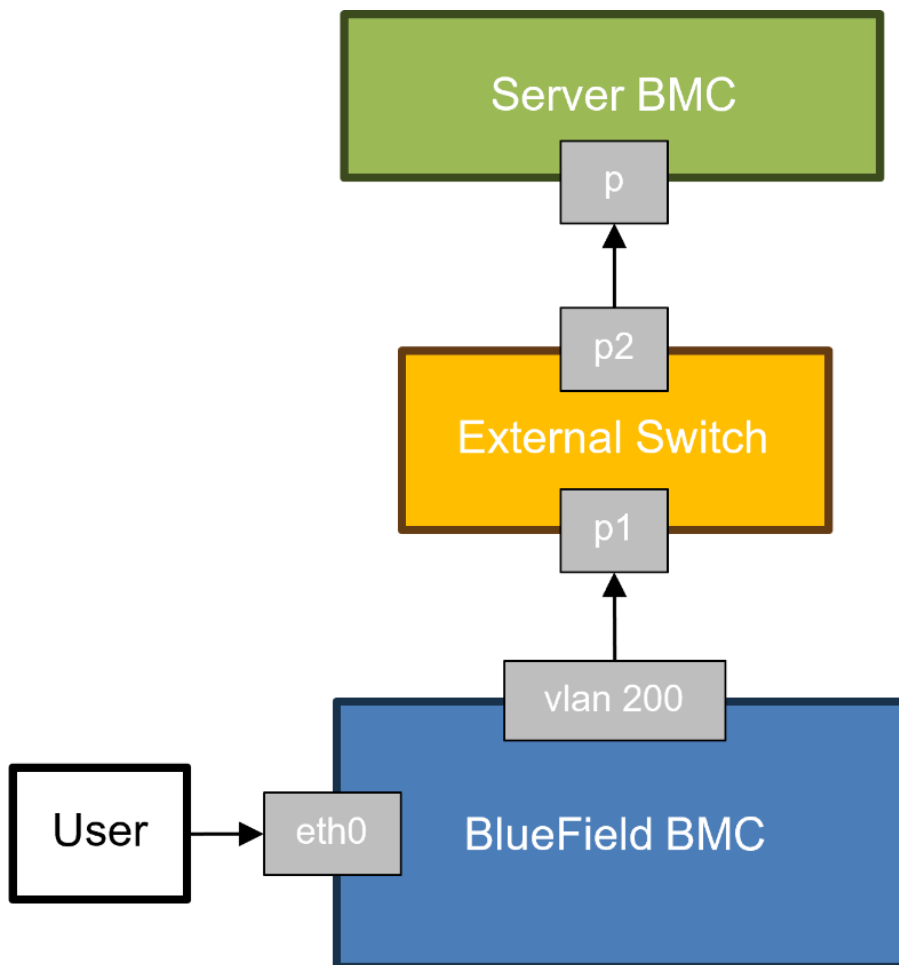 Server BMC
p
p2
External Switch
p1
vlan 200
User
eth0
BlueField BMC